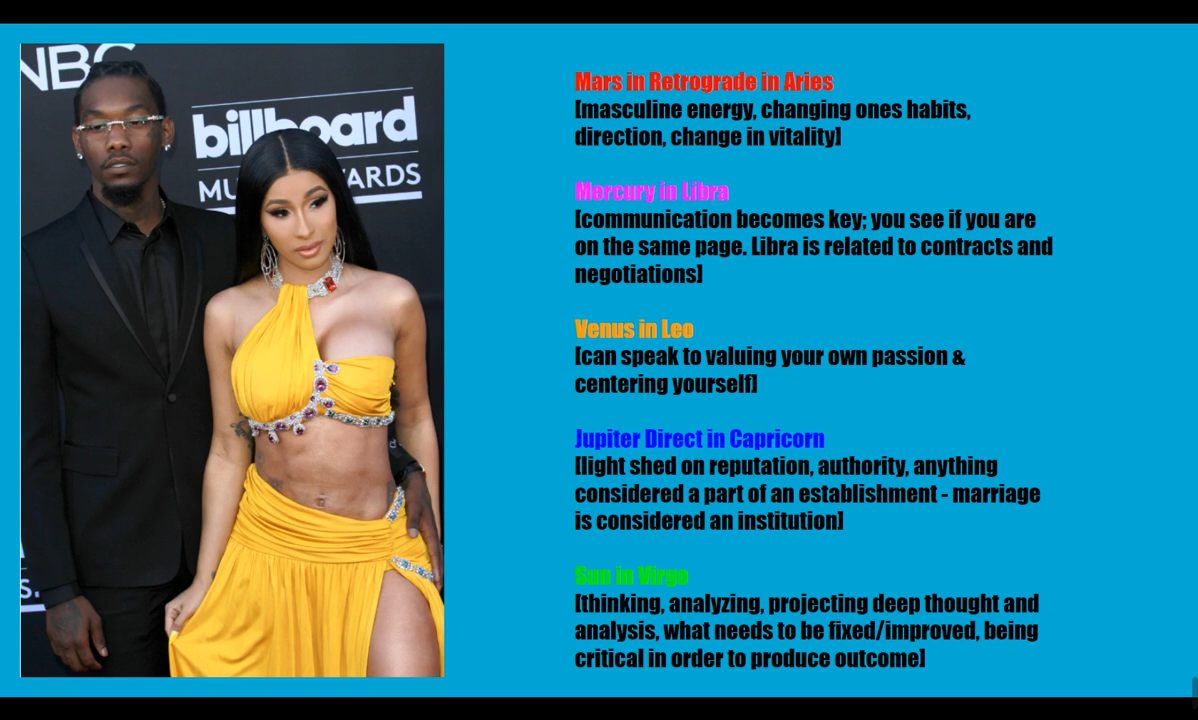 NBC
billboard
MU ARDS
S.
Mars in Retrograde in Aries
[masculine energy, changing ones habits,
direction, change in vitality]
Mercury in Libra
[communication becomes key; you see if you are
on the same page. Libra is related to contracts and
negotiations]
Venus in Leo
[can speak to valuing your own passion &
centering yourself]
Jupiter Direct in Capricorn
[light shed on reputation, authority, anything
considered a part of an establishment - marriage
is considered an institution]
Sun in Virgo
[thinking, analyzing, projecting deep thought and
analysis, what needs to be fixed/improved, being
critical in order to produce outcome]